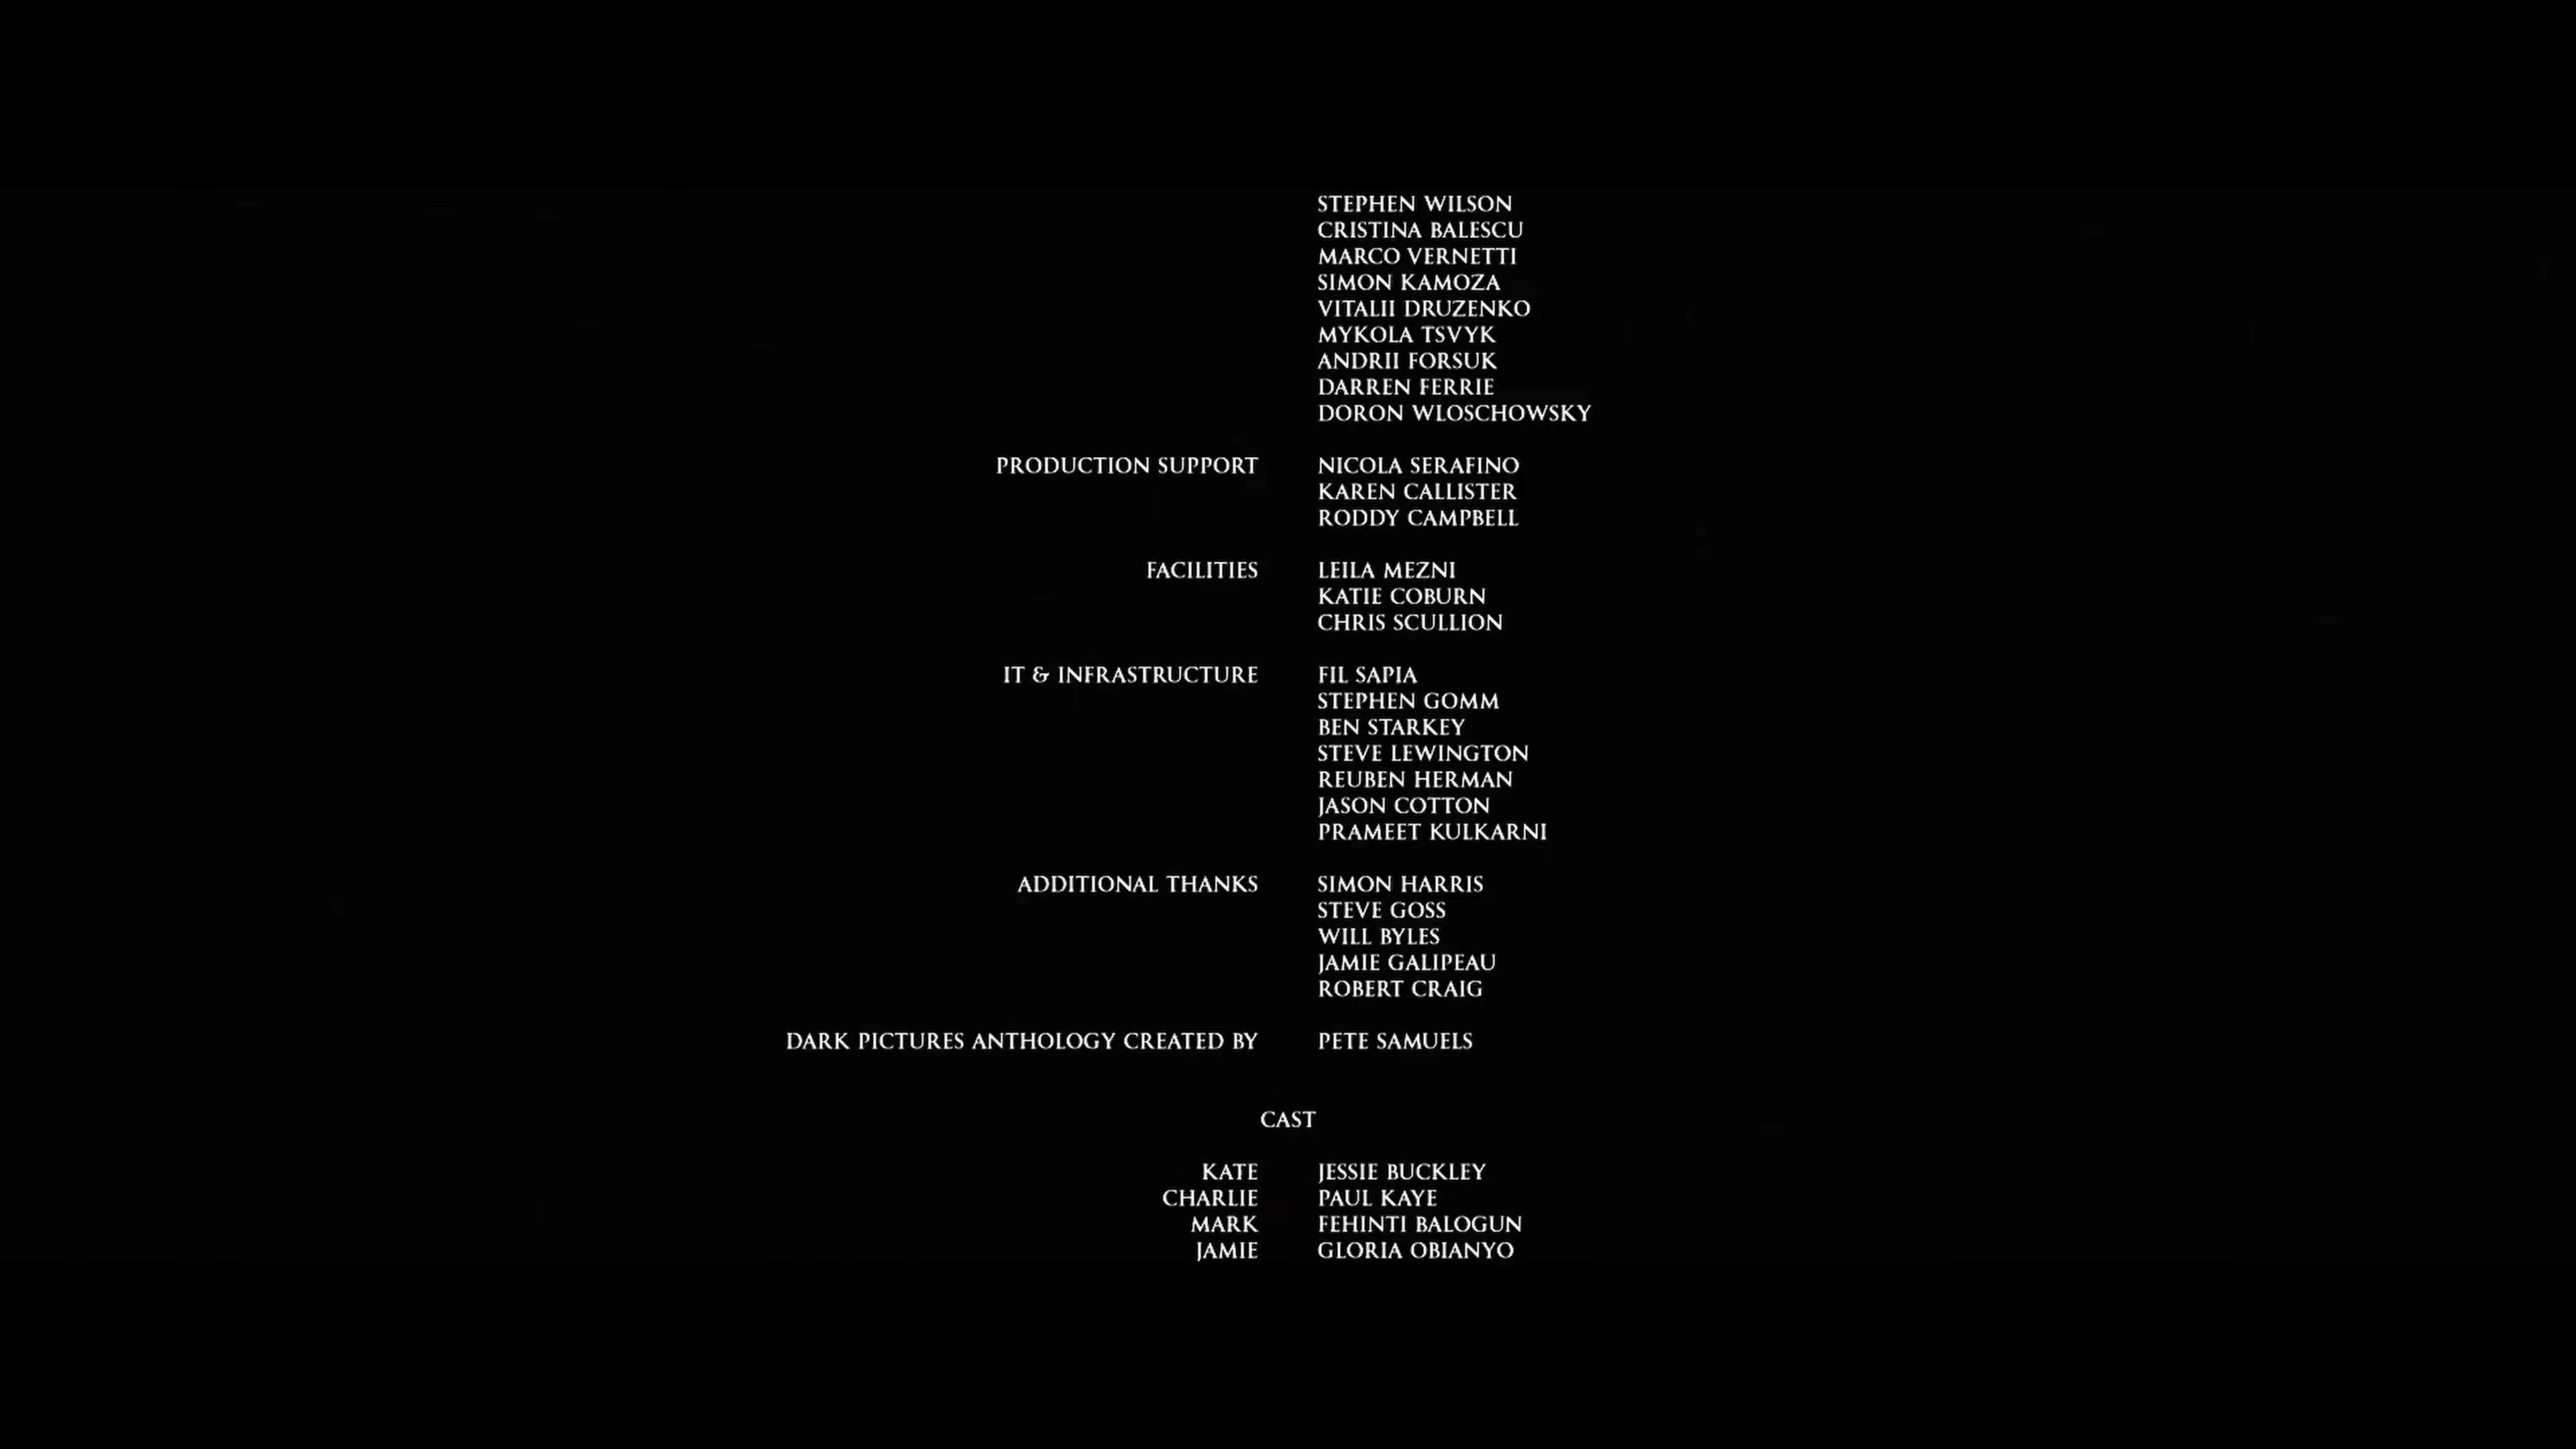 STEPHEN WILSON
CRISTINA BALESCU
MARCO VERNETTI
SIMON KAMOZA
VITALII DRUZENKO
MYKOLA TSVYK
ANDRII FORSUK
DARREN FERRIE
DORON WLOSCHOWSKY
PRODUCTION SUPPORT NICOLA SERAFINO
KAREN CALLISTER
RODDY CAMPBELL
FACILITIES LEILA MEZNI
KATIE COBURN
CHRIS SCULLION
IT & INFRASTRUCTURE FIL SAPIA
STEPHEN GOMM
BEN STARKEY
STEVE LEWINGTON
REUBEN HERMAN
JASON COTTON
PRAMEET KULKARNI
ADDITIONAL THANKS SIMON HARRIS
STEVE GOSS
WILL BYLES
JAMIE GALIPEAU
ROBERT CRAIG
DARK PICTURES ANTHOLOGY CREATED BY PETE SAMUELS
CAST
KATE JESSIE BUCKLEY
CHARLIE PAUL KAYE
MARK FEHINTI BALOGUN
JAMIE GLORIA OBIANYO